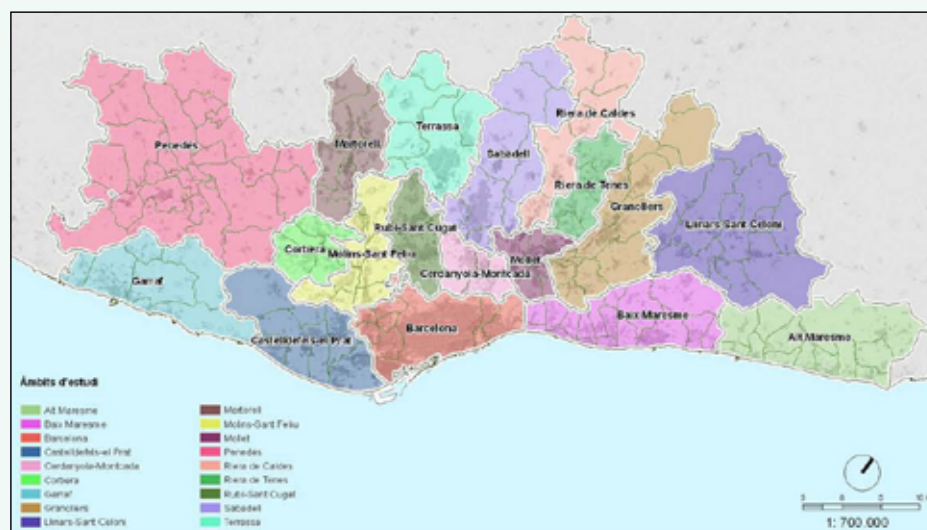 Riera de Caldes
Terrassa
Penedès
Martorell
Sabadell
Riera de Tenes
Granollers
Llinars-Sant Celoni
Rubí-Sant Cugat
Corbera
Molins-Sant Feliu
Mollet
Cerdanyola-Montcada
Garraf
Baix Maresme
Barcelona
Castelldefels-el Prat
Alt Maresme
Àmbits d'estudi
Alt Maresme
Baix Maresme
Barcelona
Castelldefels-el Prat
Cerdanyola-Montcada
Corbera
Garraf
Granollers
Llinars-Sant Celoni
Martorell
Molins-Sant Feliu
Mollet
Penedès
Riera de Caldes
Riera de Tenes
Rubí-Sant Cugat
Sabadell
Terrassa
1: 700.000